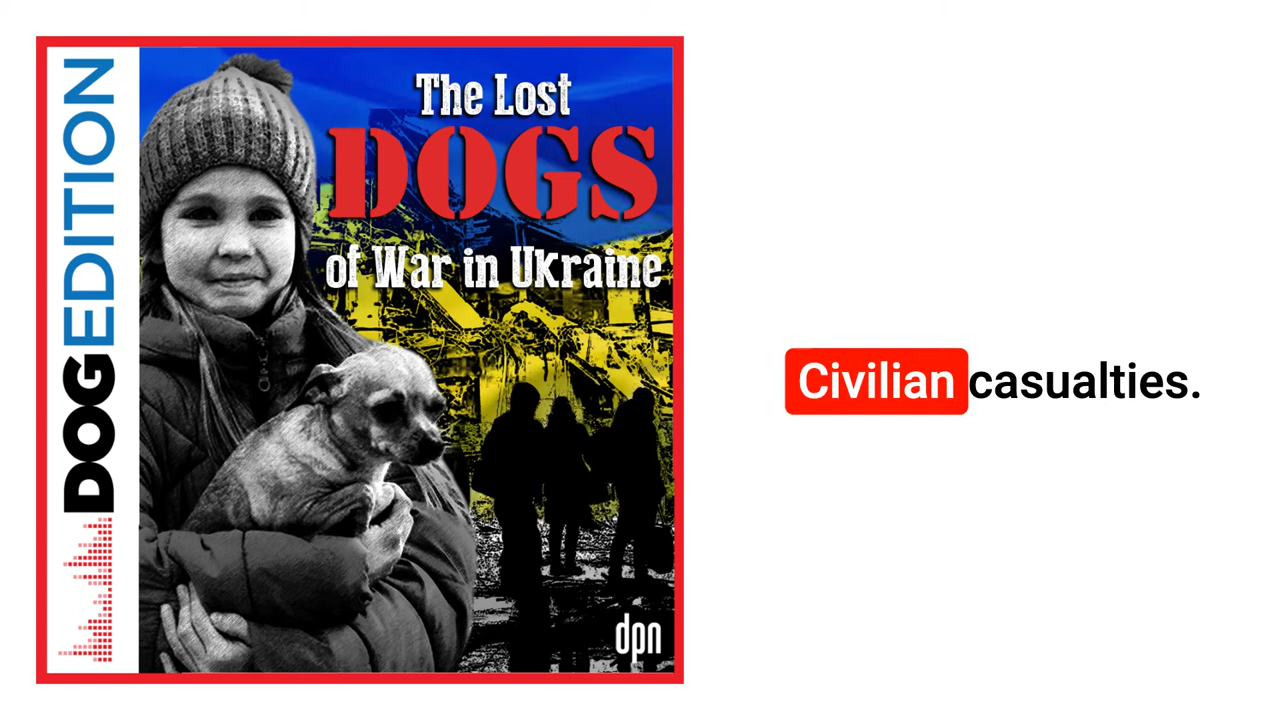 DOGEDITION
The Lost
DOGS
of War in Ukraine
dpn
Civilian casualties.